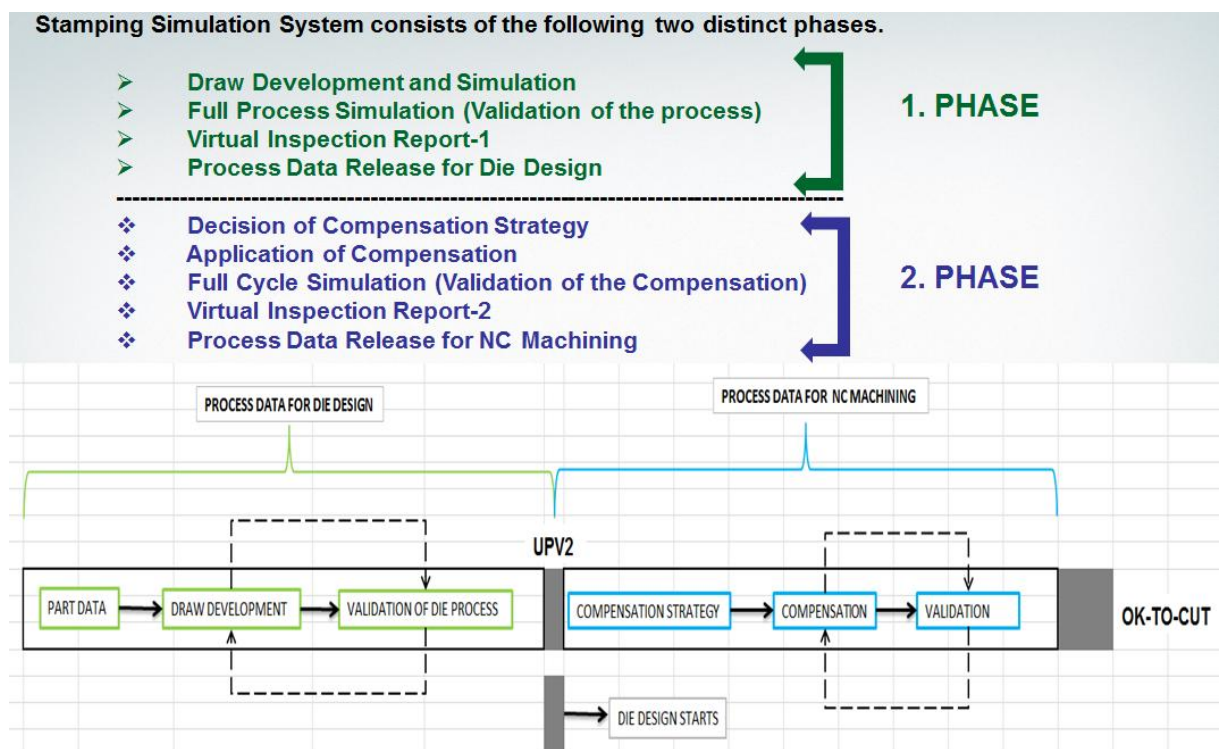 Stamping Simulation System consists of the following two distinct phases.
Draw Development and Simulation
Full Process Simulation (Validation of the process)
Virtual Inspection Report-1
Process Data Release for Die Design
1. PHASE
Decision of Compensation Strategy
Application of Compensation
Full Cycle Simulation (Validation of the Compensation)
Virtual Inspection Report-2
Process Data Release for NC Machining
2. PHASE
PROCESS DATA FOR DIE DESIGN
PROCESS DATA FOR NC MACHINING
UPV2
PART DATA
DRAW DEVELOPMENT
VALIDATION OF DIE PROCESS
COMPENSATION STRATEGY
COMPENSATION
VALIDATION
OK-TO-CUT
DIE DESIGN STARTS